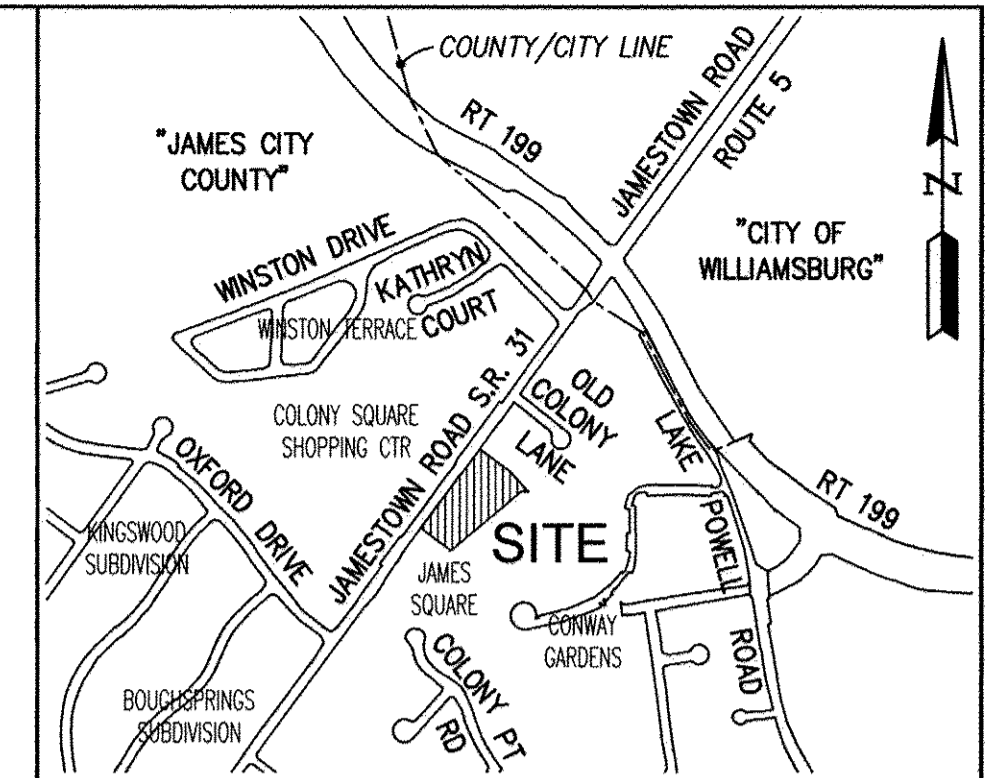 COUNTY/CITY LINE
RT 199
JAMESTOWN ROAD
ROUTE 5
"JAMES CITY
COUNTY"
N
"CITY OF
WILLIAMSBURG"
WINSTON DRIVE
KATHRYN
COURT
WINSTON TERRACE
JAMESTOWN ROAD S.R. 31
OLD
COLONY
LANE
COLONY SQUARE
SHOPPING CTR
OXFORD DRIVE
LAKE
POWELL
ROAD
RT 199
KINGSWOOD
SUBDIVISION
SITE
JAMES
SQUARE
CONWAY
GARDENS
COLONY PT
RD
BOUGHSPRINGS
SUBDIVISION